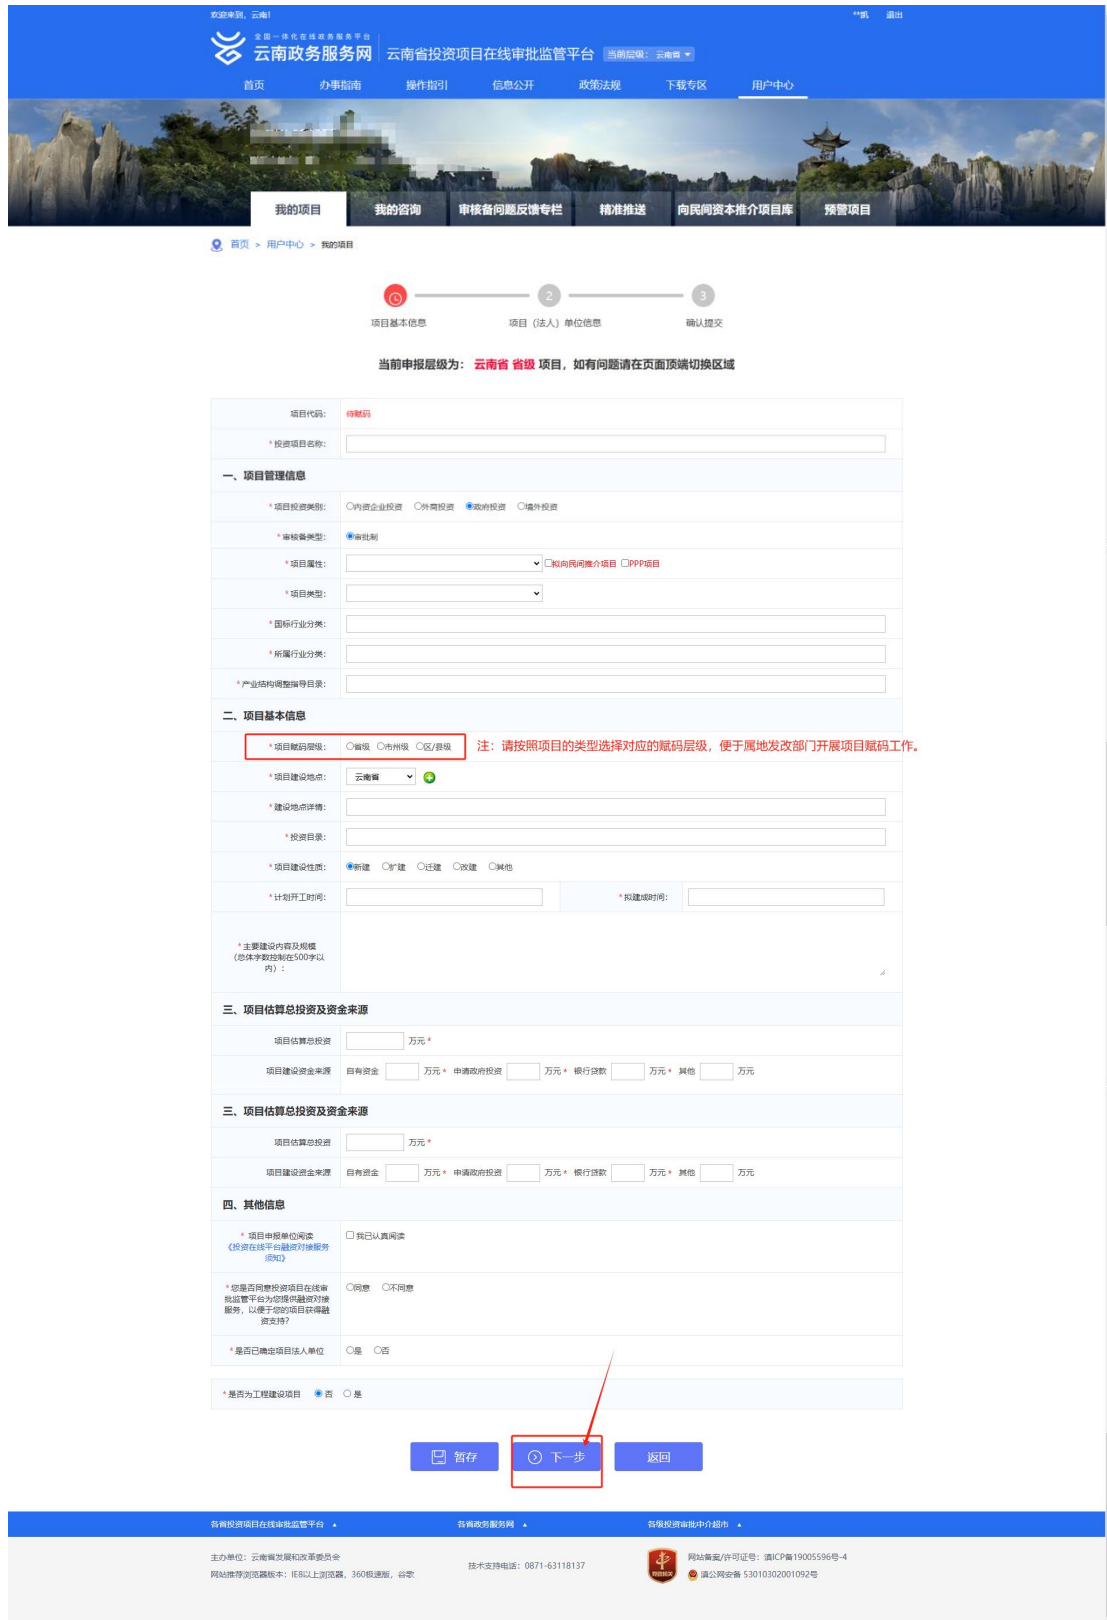 欢迎来到，云南！ **凯 退出
全国一体化在线政务服务平台
云南政务服务网 云南省投资项目在线审批监管平台 当前层级：云南省
首页 办事指南 操作指引 信息公开 政策法规 下载专区 用户中心
我的项目 我的咨询 审核备问题反馈专栏 精准推送 向民间资本推介项目库 预警项目
首页 > 用户中心 > 我的项目
2 3
项目基本信息 项目（法人）单位信息 确认提交
当前申报层级为： 云南省 省级 项目，如有问题请在页面顶端切换区域
项目代码： 待赋码
*投资项目名称：
一、项目管理信息
*项目投资类别： 内资企业投资 外商投资 政府投资 境外投资
*审核备类型： 审批制
*项目属性： 拟向民间推介项目 PPP项目
*项目类型：
*国标行业分类：
*所属行业分类：
*产业结构调整指导目录：
二、项目基本信息
*项目赋码层级： 省级 市州级 区/县级 注：请按照项目的类型选择对应的赋码层级，便于属地发改部门开展项目赋码工作。
*项目建设地点： 云南省
*建设地点详情：
*投资目录：
*项目建设性质： 新建 扩建 迁建 改建 其他
*计划开工时间： *拟建成时间：
*主要建设内容及规模
（总体字数控制在500字以
内）：
三、项目估算总投资及资金来源
项目估算总投资 万元 *
项目建设资金来源 自有资金 万元 * 申请政府投资 万元 * 银行贷款 万元 * 其他 万元
三、项目估算总投资及资金来源
项目估算总投资 万元 *
项目建设资金来源 自有资金 万元 * 申请政府投资 万元 * 银行贷款 万元 * 其他 万元
四、其他信息
* 项目申报单位阅读 我已认真阅读
《投资在线平台融资对接服务
须知》
*您是否同意投资项目在线审 同意 不同意
批监管平台为您提供融资对接
服务，以便于您的项目获得融
资支持？
*是否已确定项目法人单位 是 否
*是否为工程建设项目 否 是
暂存 下一步 返回
各省投资项目在线审批监管平台 各省政务服务网 各级投资审批中介超市
主办单位：云南省发展和改革委员会
网站推荐浏览器版本：IE8以上浏览器，360极速版，谷歌
技术支持电话：0871-63118137
党政机关
网站备案/许可证号：滇ICP备19005596号-4
滇公网安备 53010302001092号